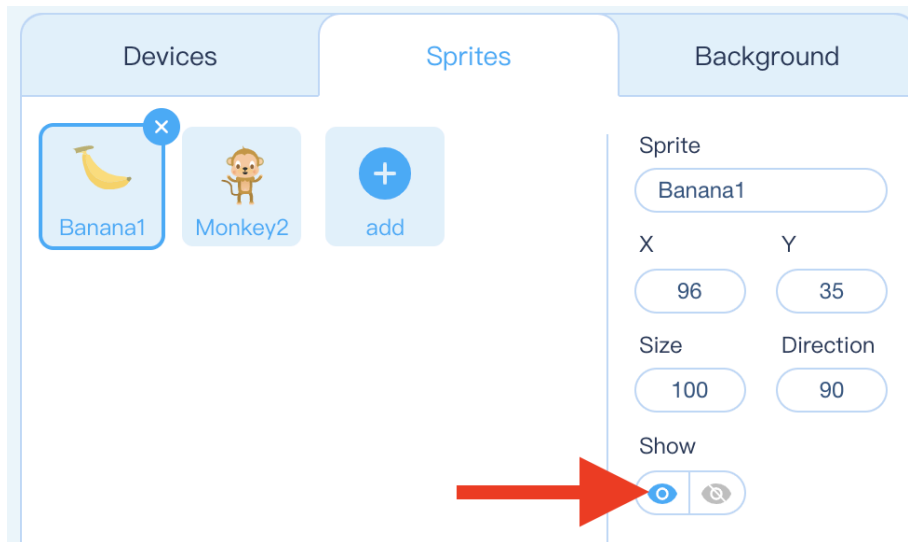 Devices
Sprites
Background
Banana1
Monkey2
add
Sprite
Banana1
X Y
96 35
Size Direction
100 90
Show